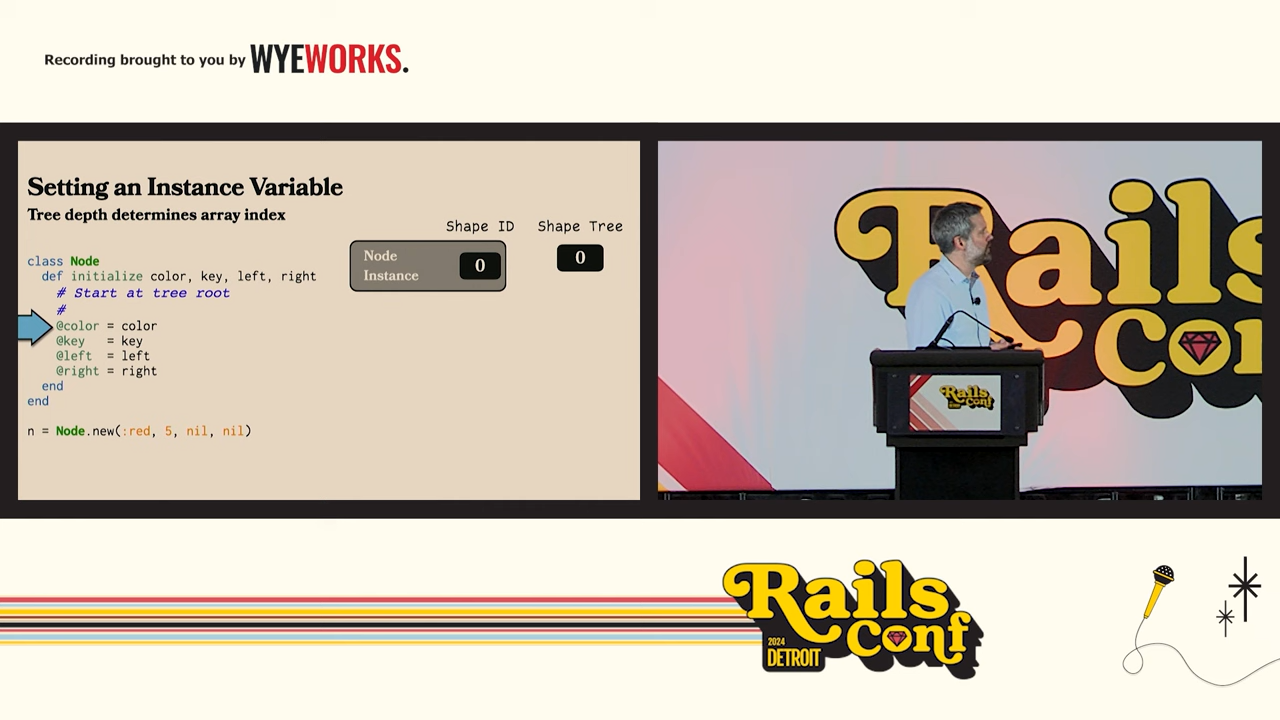 Recording brought to you by WYEWORKS.
Setting an Instance Variable
Tree depth determines array index
Shape ID Shape Tree
Node
Instance
0
0
class Node
def initialize color, key, left, right
# Start at tree root
#
@color = color
@key = key
@left = left
@right = right
end
end
n = Node.new(:red, 5, nil, nil)
Rails
Con
Rails
Conf
Rails
Conf
2024
DETROIT